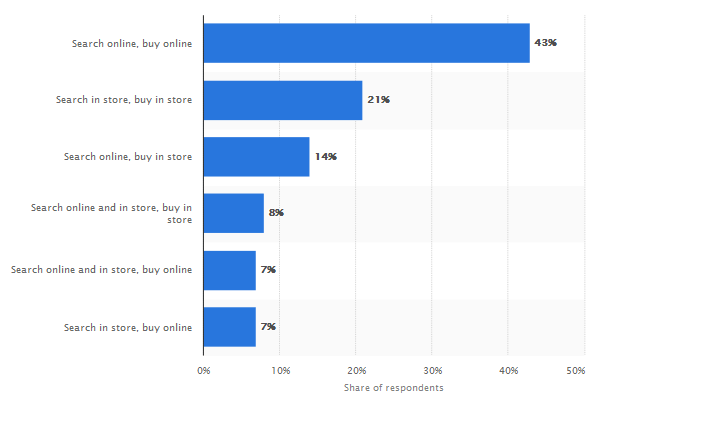 Search online, buy online
43%
Search in store, buy in store
21%
Search online, buy in store
14%
Search online and in store, buy in
store
8%
Search online and in store, buy online
7%
Search in store, buy online
7%
0%
10%
20%
30%
40%
50%
Share of respondents